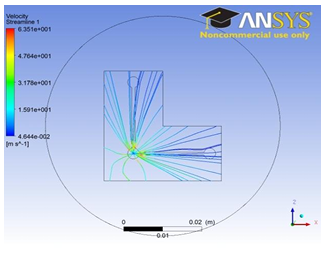 Velocity
Streamline 1
6.351e+001
4.764e+001
3.178e+001
1.591e+001
4.644e-002
[m s^-1]
ANSYS
Noncommercial use only
0
0.02 (m)
0.01
Z
X